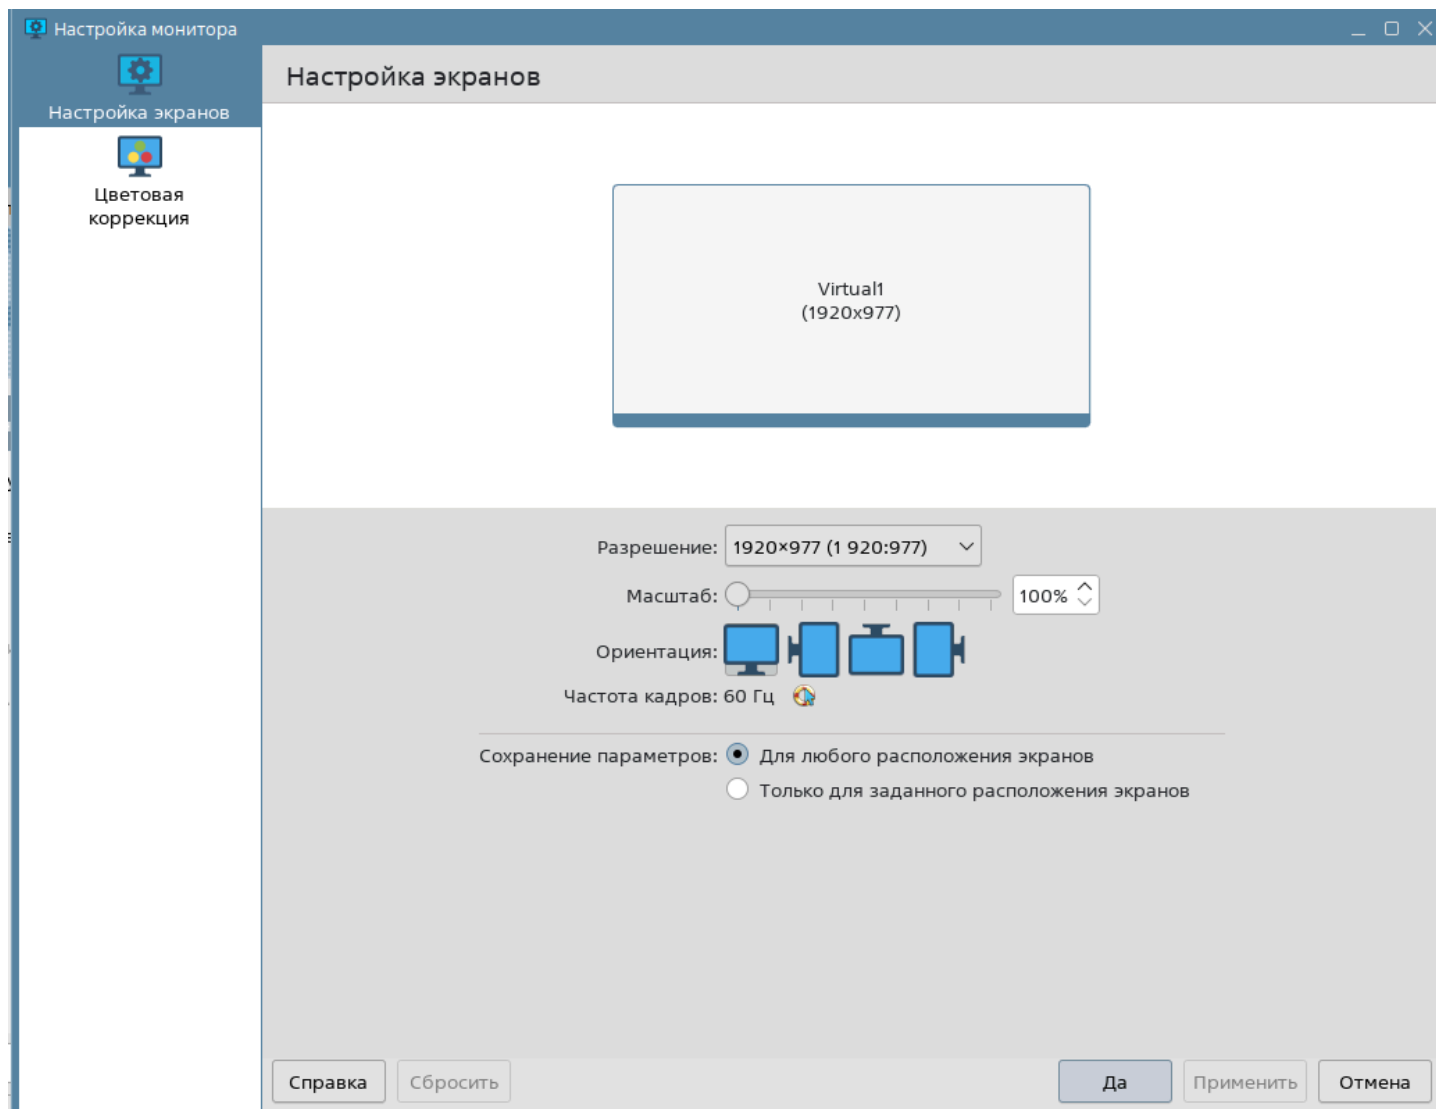 Настройка монитора
Настройка экранов
Цветовая
коррекция
Настройка экранов
Virtual1
(1920x977)
Разрешение: 1920×977 (1 920:977)
Масштаб: 100%
Ориентация:
Частота кадров: 60 Гц
Сохранение параметров: Для любого расположения экранов
Только для заданного расположения экранов
Справка Сбросить Да Применить Отмена